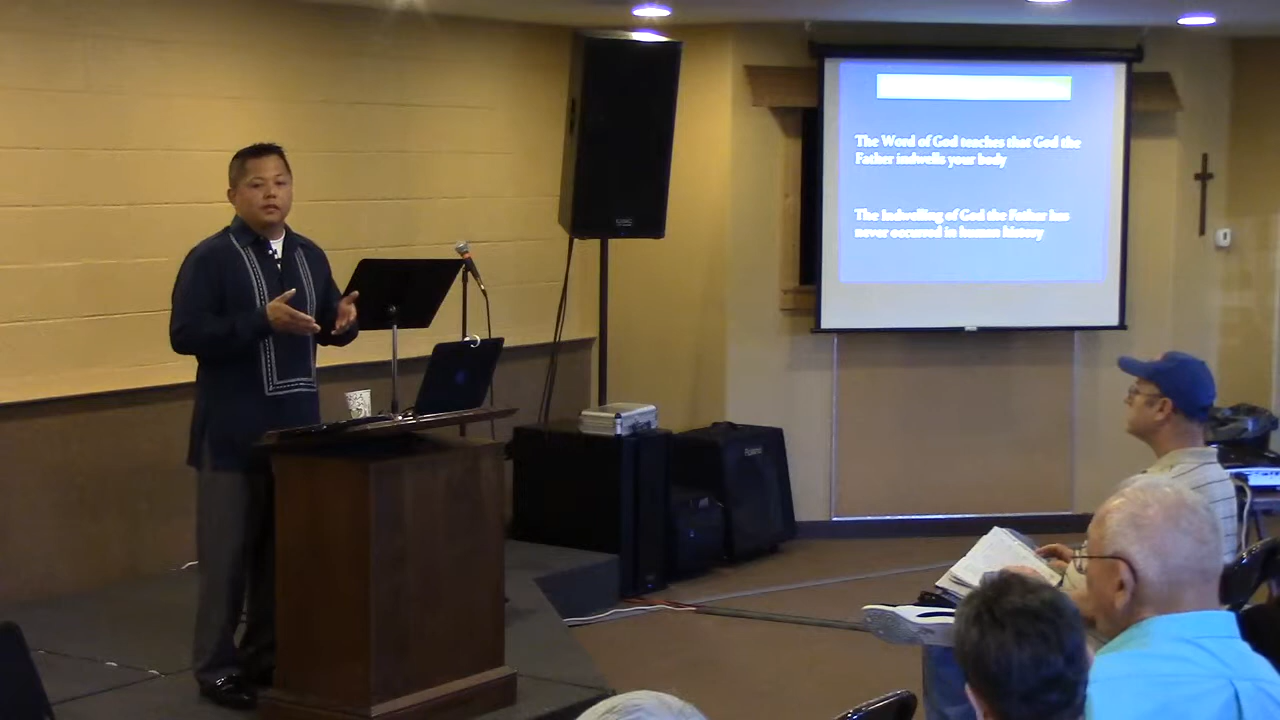 The Word of God teaches that God the
Father indwells your body
The Indwelling of God the Father has
never occurred in human history
Roland